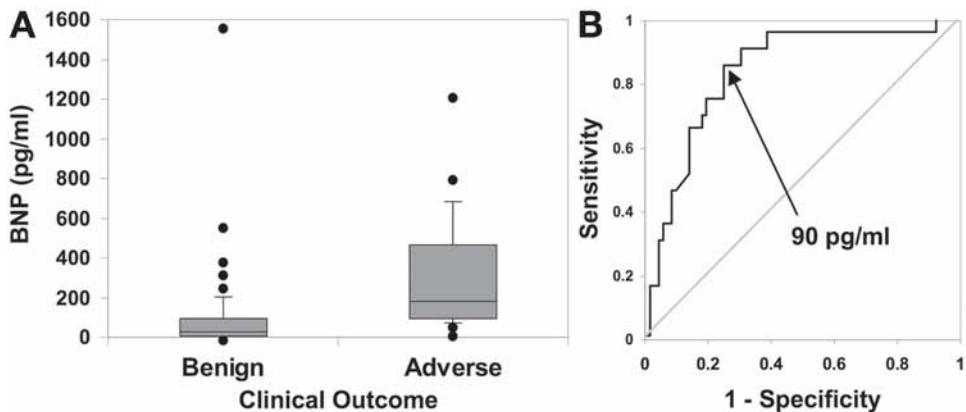 A
BNP (pg/ml)
1600
1400
1200
1000
800
600
400
200
0
Benign
Adverse
Clinical Outcome
B
Sensitivity
1
0.8
0.6
0.4
0.2
0
90 pg/ml
0
0.2
0.4
0.6
0.8
1
1 - Specificity